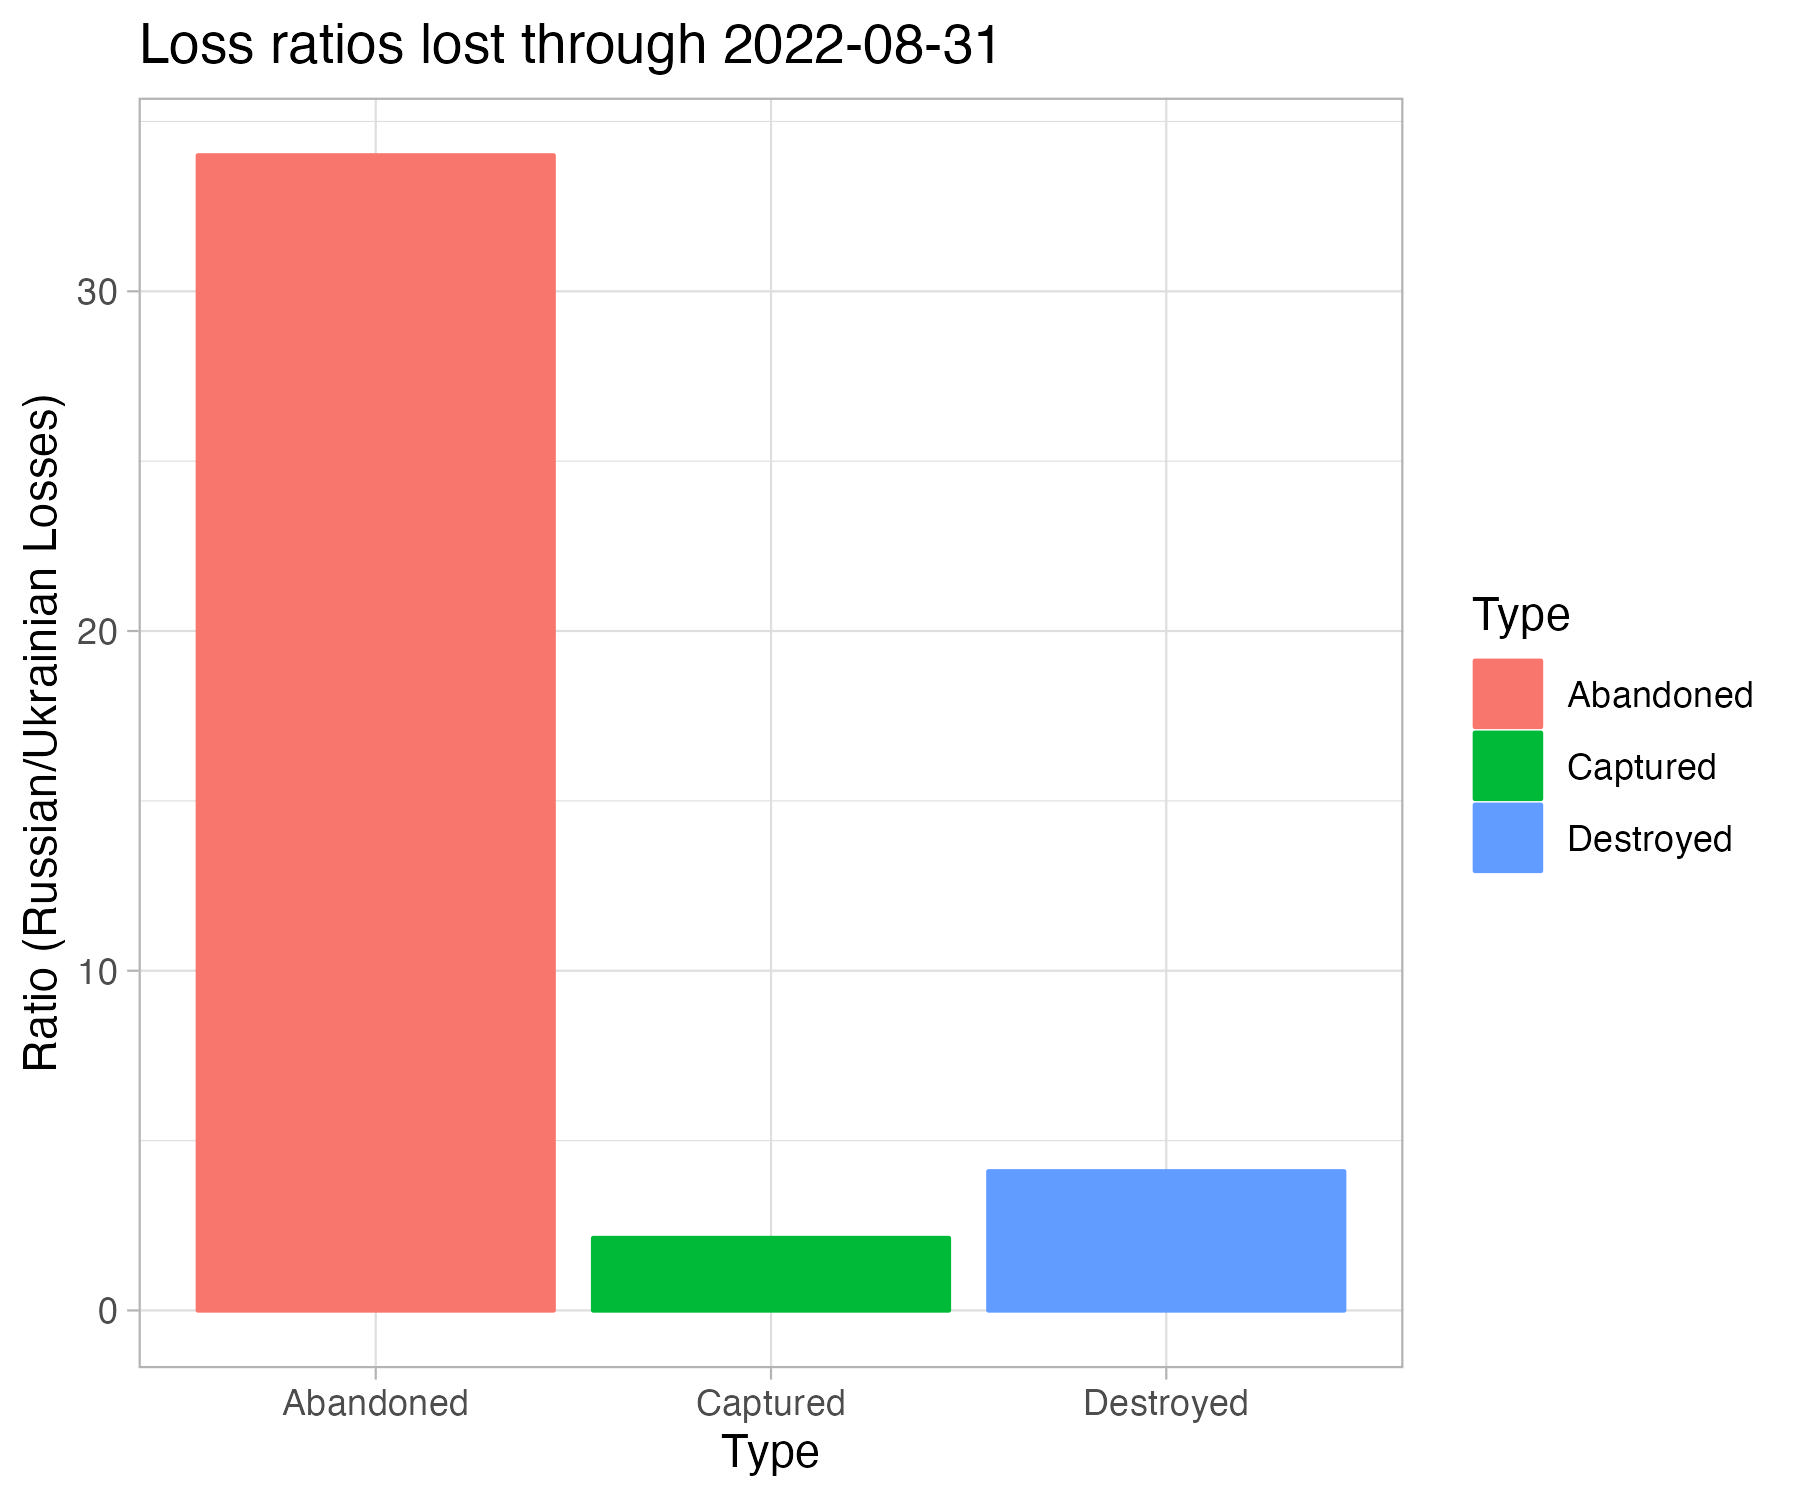 Loss ratios lost through 2022-08-31
Ratio (Russian/Ukrainian Losses)
30
20
10
0
Abandoned
Captured
Destroyed
Type
Type
Abandoned
Captured
Destroyed